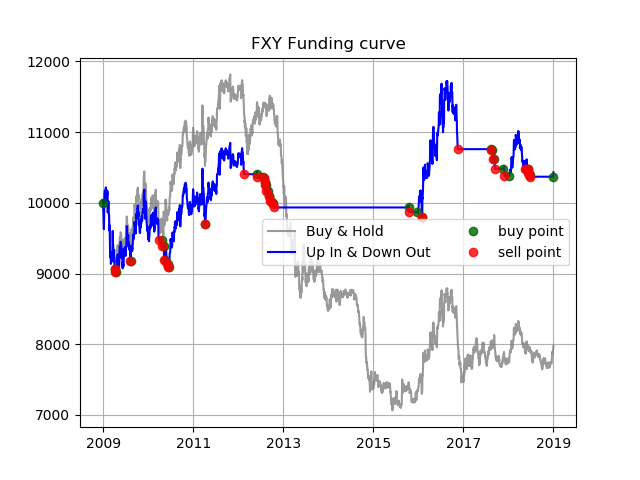 FXY Funding curve
12000
11000
10000
9000
8000
7000
Buy & Hold
Up In & Down Out
buy point
sell point
2009 2011 2013 2015 2017 2019